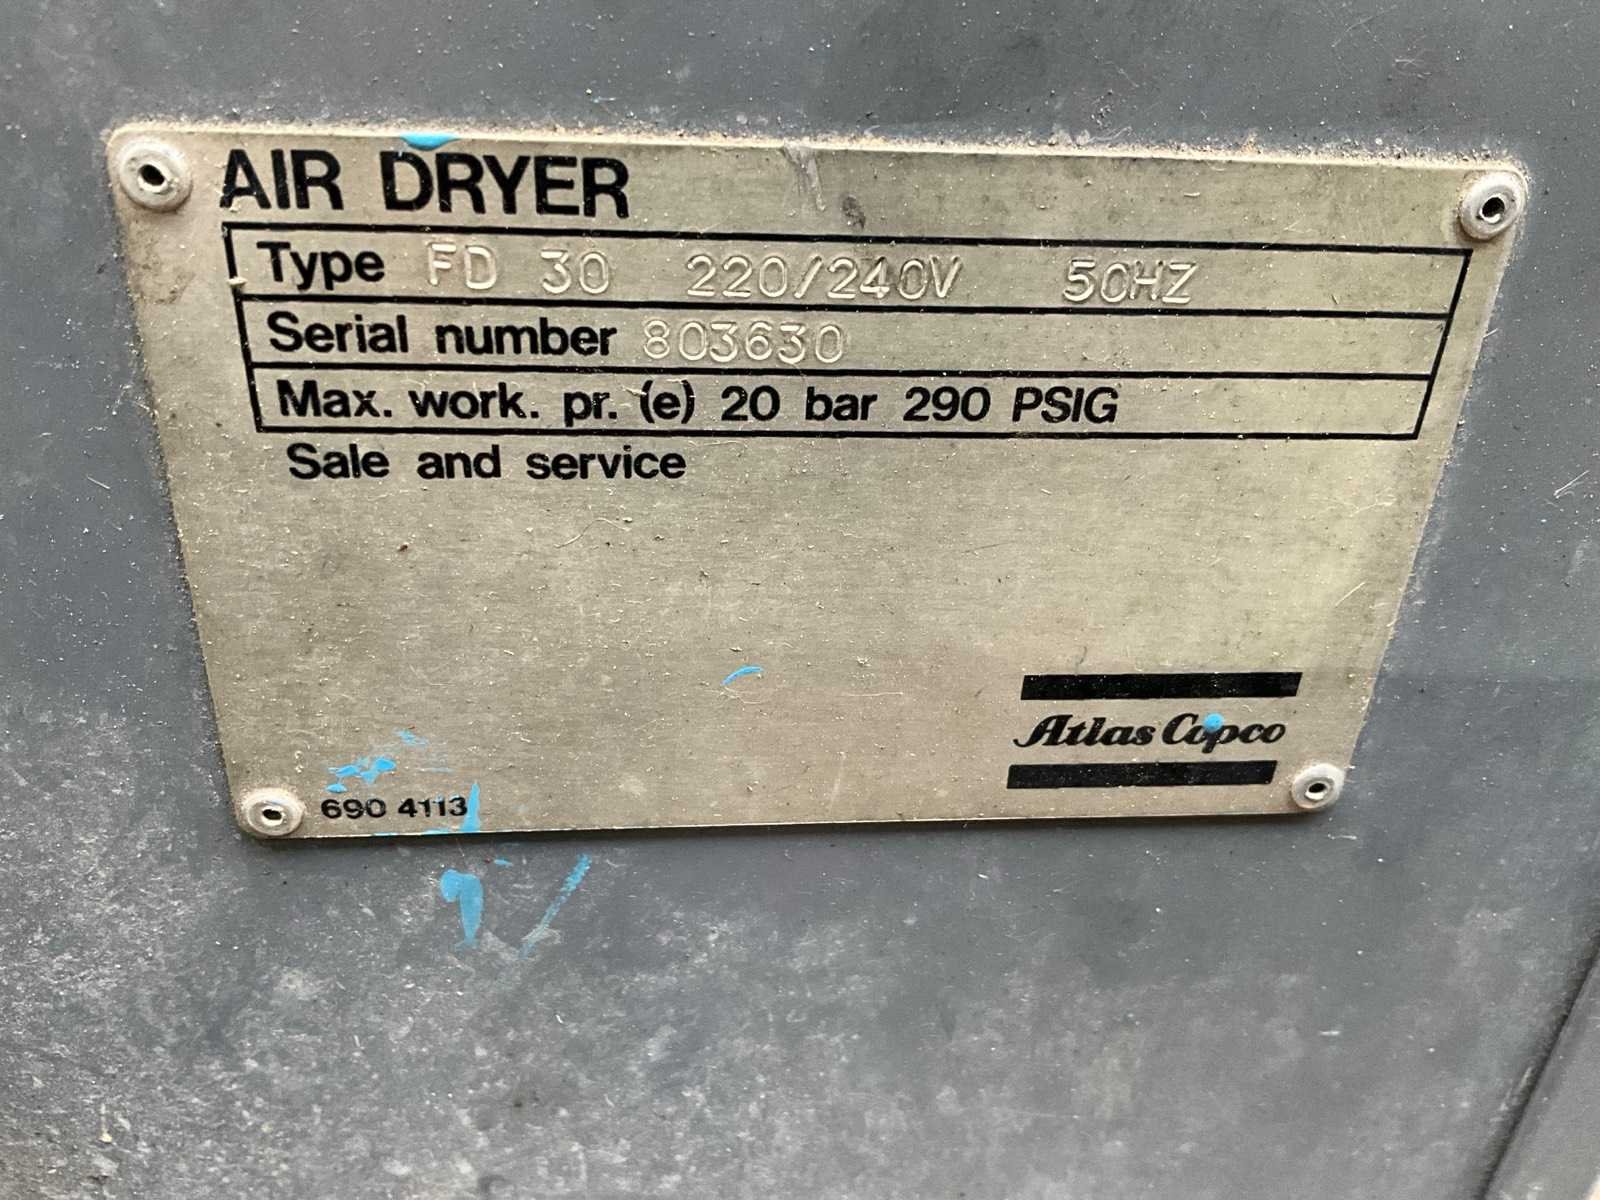 AIR DRYER
Type FD 30 220/240V 50HZ
Serial number 803630
Max. work. pr. (e) 20 bar 290 PSIG
Sale and service
Atlas Copco
690 4113